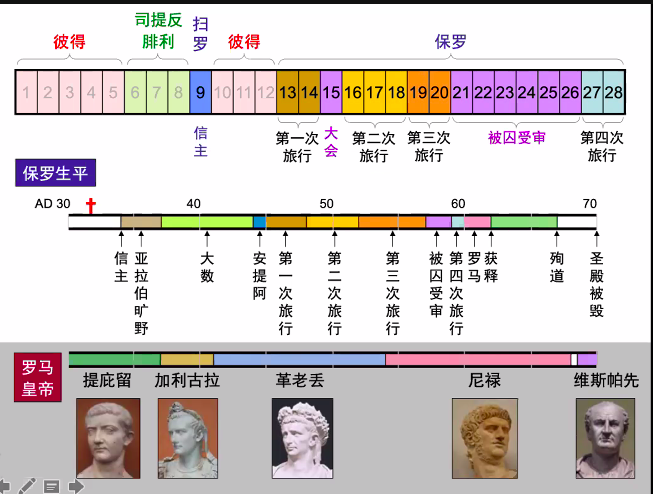 彼得
司提反
腓利
扫
罗
彼得
保罗
1 2 3 4 5 6 7 8 9 10 11 12 13 14 15 16 17 18 19 20 21 22 23 24 25 26 27 28
信
主
第一次
旅行
大
会
第二次
旅行
第三次
旅行
被囚受审
第四次
旅行
保罗生平
AD 30 40 50 60 70
信主
亚拉伯旷野
大数
安提阿
第一次旅行
第二次旅行
第三次旅行
被囚受审
第四次旅行
罗马
获释
殉道
圣殿被毁
罗马
皇帝
提庇留
加利古拉
革老丢
尼禄
维斯帕先